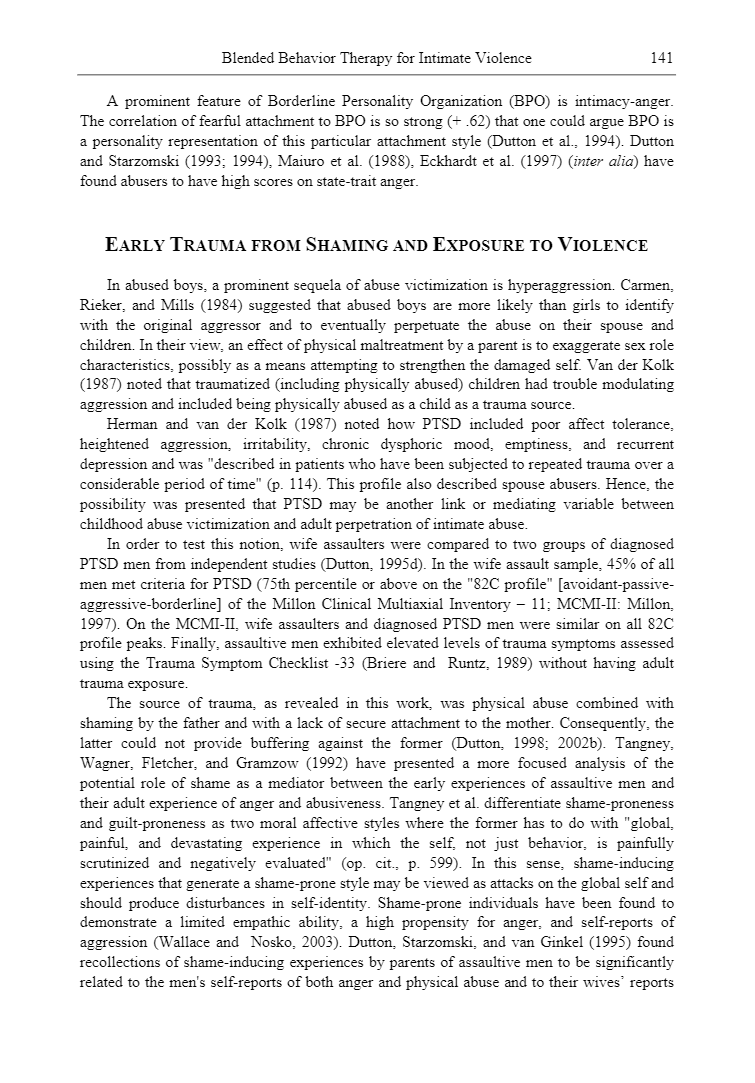 Blended Behavior Therapy for Intimate Violence 141
A prominent feature of Borderline Personality Organization (BPO) is intimacy-anger.
The correlation of fearful attachment to BPO is so strong (+ .62) that one could argue BPO is
a personality representation of this particular attachment style (Dutton et al., 1994). Dutton
and Starzomski (1993; 1994), Maiuro et al. (1988), Eckhardt et al. (1997) (inter alia) have
found abusers to have high scores on state-trait anger.
EARLY TRAUMA FROM SHAMING AND EXPOSURE TO VIOLENCE
In abused boys, a prominent sequela of abuse victimization is hyperaggression. Carmen,
Rieker, and Mills (1984) suggested that abused boys are more likely than girls to identify
with the original aggressor and to eventually perpetuate the abuse on their spouse and
children. In their view, an effect of physical maltreatment by a parent is to exaggerate sex role
characteristics, possibly as a means attempting to strengthen the damaged self. Van der Kolk
(1987) noted that traumatized (including physically abused) children had trouble modulating
aggression and included being physically abused as a child as a trauma source.
Herman and van der Kolk (1987) noted how PTSD included poor affect tolerance,
heightened aggression, irritability, chronic dysphoric mood, emptiness, and recurrent
depression and was "described in patients who have been subjected to repeated trauma over a
considerable period of time" (p. 114). This profile also described spouse abusers. Hence, the
possibility was presented that PTSD may be another link or mediating variable between
childhood abuse victimization and adult perpetration of intimate abuse.
In order to test this notion, wife assaulters were compared to two groups of diagnosed
PTSD men from independent studies (Dutton, 1995d). In the wife assault sample, 45% of all
men met criteria for PTSD (75th percentile or above on the "82C profile" [avoidant-passive-
aggressive-borderline] of the Millon Clinical Multiaxial Inventory – 11; MCMI-II: Millon,
1997). On the MCMI-II, wife assaulters and diagnosed PTSD men were similar on all 82C
profile peaks. Finally, assaultive men exhibited elevated levels of trauma symptoms assessed
using the Trauma Symptom Checklist -33 (Briere and Runtz, 1989) without having adult
trauma exposure.
The source of trauma, as revealed in this work, was physical abuse combined with
shaming by the father and with a lack of secure attachment to the mother. Consequently, the
latter could not provide buffering against the former (Dutton, 1998; 2002b). Tangney,
Wagner, Fletcher, and Gramzow (1992) have presented a more focused analysis of the
potential role of shame as a mediator between the early experiences of assaultive men and
their adult experience of anger and abusiveness. Tangney et al. differentiate shame-proneness
and guilt-proneness as two moral affective styles where the former has to do with "global,
painful, and devastating experience in which the self, not just behavior, is painfully
scrutinized and negatively evaluated" (op. cit., p. 599). In this sense, shame-inducing
experiences that generate a shame-prone style may be viewed as attacks on the global self and
should produce disturbances in self-identity. Shame-prone individuals have been found to
demonstrate a limited empathic ability, a high propensity for anger, and self-reports of
aggression (Wallace and Nosko, 2003). Dutton, Starzomski, and van Ginkel (1995) found
recollections of shame-inducing experiences by parents of assaultive men to be significantly
related to the men's self-reports of both anger and physical abuse and to their wives’ reports